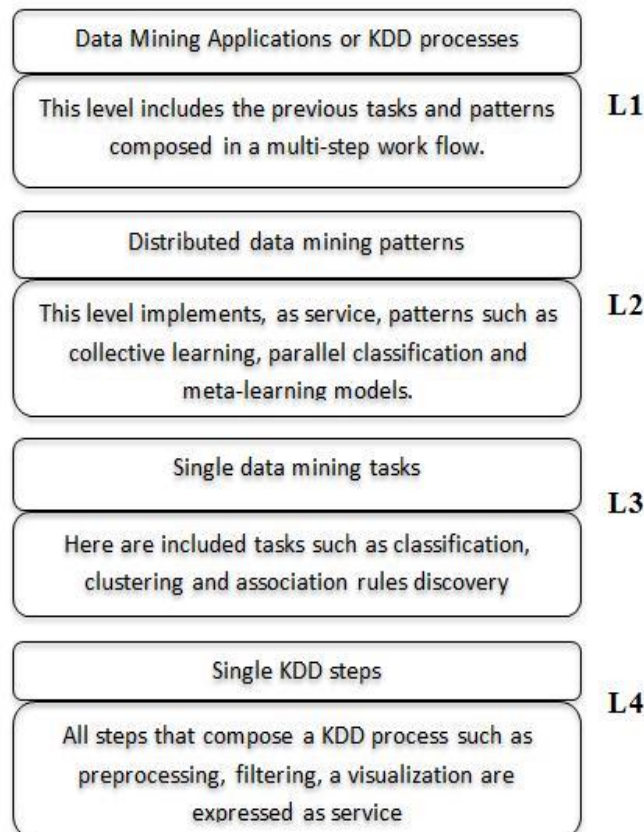 Data Mining Applications or KDD processes
L1
This level includes the previous tasks and patterns
composed in a multi-step work flow.
Distributed data mining patterns
L2
This level implements, as service, patterns such as
collective learning, parallel classification and
meta-learning models.
Single data mining tasks
L3
Here are included tasks such as classification,
clustering and association rules discovery
Single KDD steps
L4
All steps that compose a KDD process such as
preprocessing, filtering, a visualization are
expressed as service